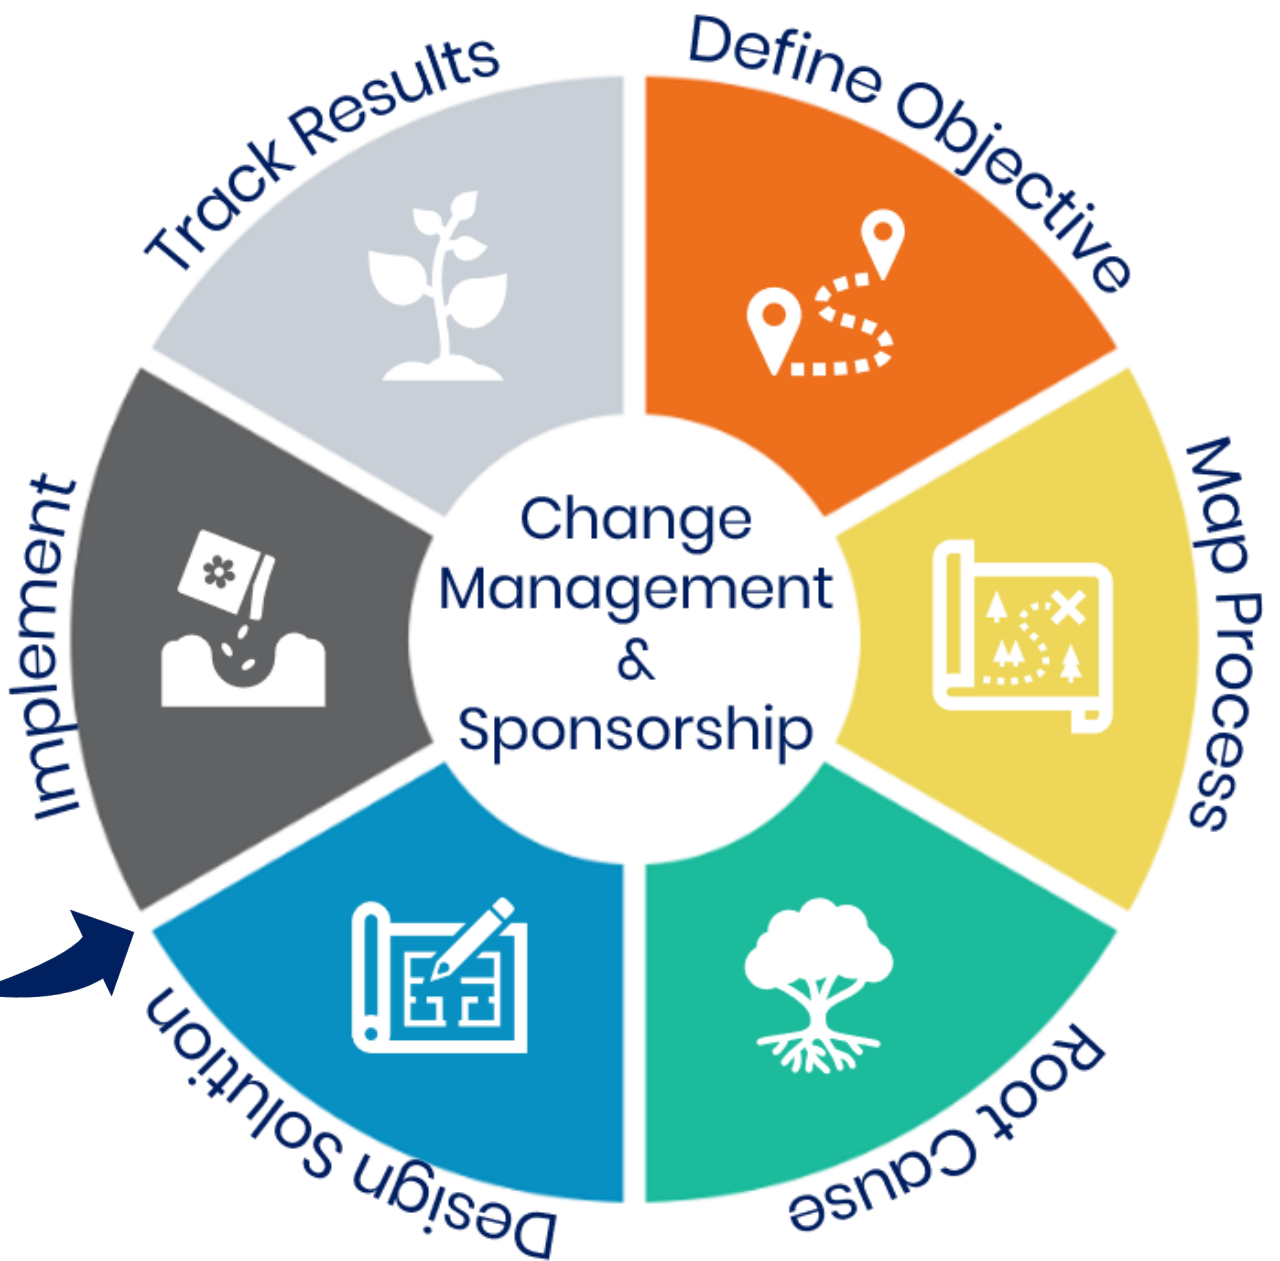 Define Objective
Map Process
Root Cause
Design Solution
Implement
Track Results
Change
Management
&
Sponsorship